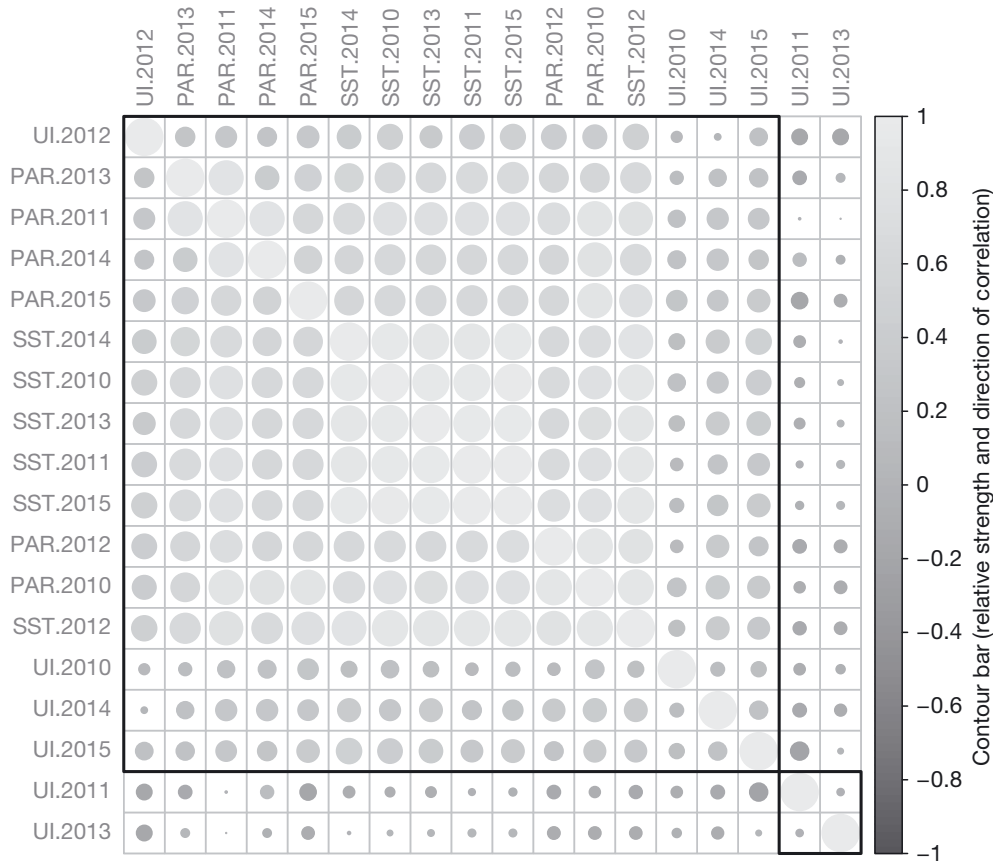 UI.2012
PAR.2013
PAR.2011
PAR.2014
PAR.2015
SST.2014
SST.2010
SST.2013
SST.2011
SST.2015
PAR.2012
PAR.2010
SST.2012
UI.2010
UI.2014
UI.2015
UI.2011
UI.2013
UI.2012
PAR.2013
PAR.2011
PAR.2014
PAR.2015
SST.2014
SST.2010
SST.2013
SST.2011
SST.2015
PAR.2012
PAR.2010
SST.2012
UI.2010
UI.2014
UI.2015
UI.2011
UI.2013
1
0.8
0.6
0.4
0.2
0
−0.2
−0.4
−0.6
−0.8
−1
Contour bar (relative strength and direction of correlation)